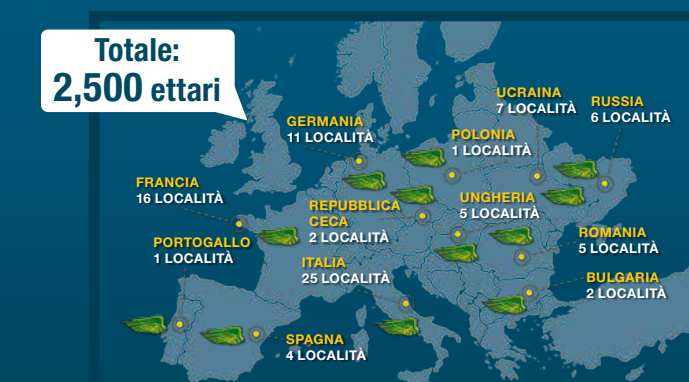 Totale:
2,500 ettari
UCRAINA
7 LOCALITÀ
RUSSIA
6 LOCALITÀ
GERMANIA
11 LOCALITÀ
POLONIA
1 LOCALITÀ
FRANCIA
16 LOCALITÀ
REPUBBLICA
CECA
2 LOCALITÀ
UNGHERIA
5 LOCALITÀ
PORTOGALLO
1 LOCALITÀ
ITALIA
25 LOCALITÀ
ROMANIA
5 LOCALITÀ
BULGARIA
2 LOCALITÀ
SPAGNA
4 LOCALITÀ